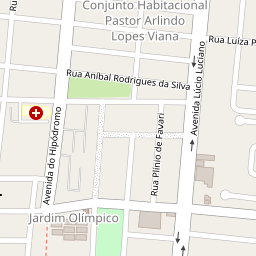 Conjunto Habitacional
Pastor Arlindo
Lopes Viana
Rua Luíza P
Rua Aníbal Rodrigues da Silva
Avenida Lúcio Luciano
Avenida do Hipódromo
Rua Plínio de Favari
Jardim Olímpico